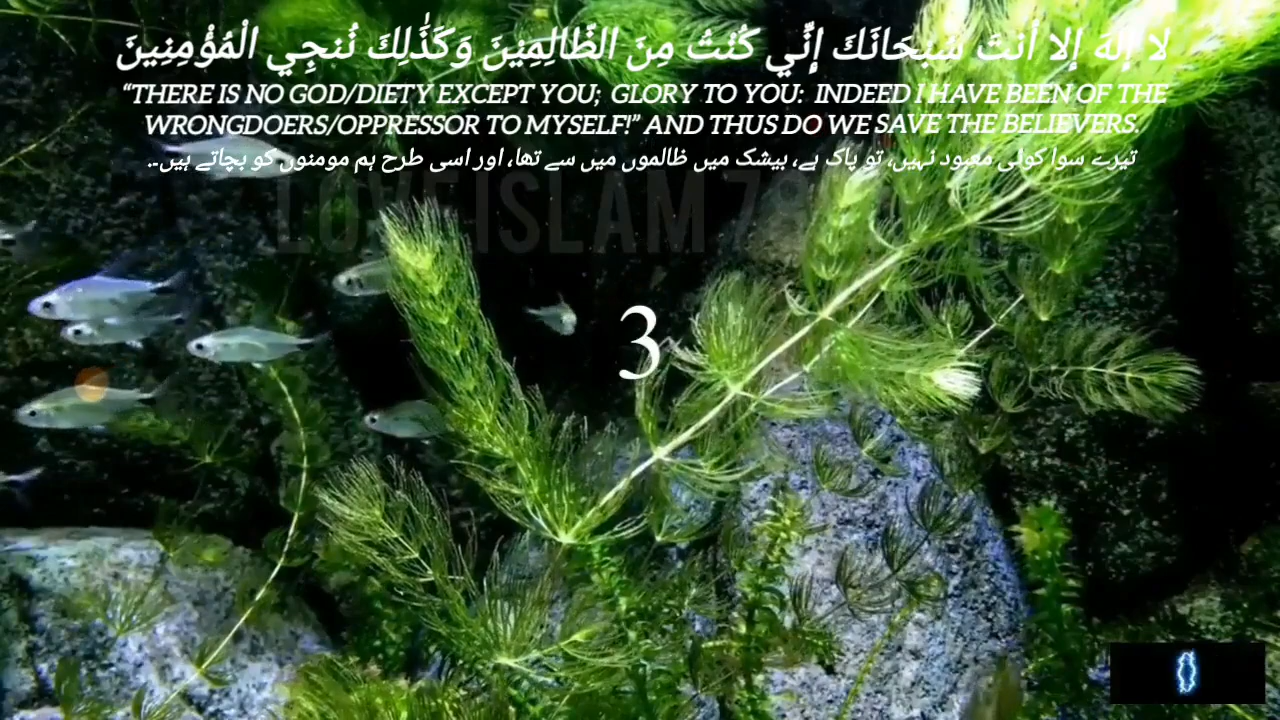 لَا إِلَهَ إِلا أَنتَ سُبْحَانَكَ إِنِّي كُنْتُ مِنَ الظَّالِمِيْنَ وَكَذَٰلِكَ نُنجِي الْمُؤْمِنِينَ
“THERE IS NO GOD/DIETY EXCEPT YOU; GLORY TO YOU: INDEED I HAVE BEEN OF THE
WRONGDOERS/OPPRESSOR TO MYSELF!” AND THUS DO WE SAVE THE BELIEVERS.
تیرے سوا کوئی معبود نہیں، تو پاک ہے، بیشک میں ظالموں میں سے تھا، اور اسی طرح ہم مومنوں کو بچاتے ہیں۔.
LOVE ISLAM 78
3